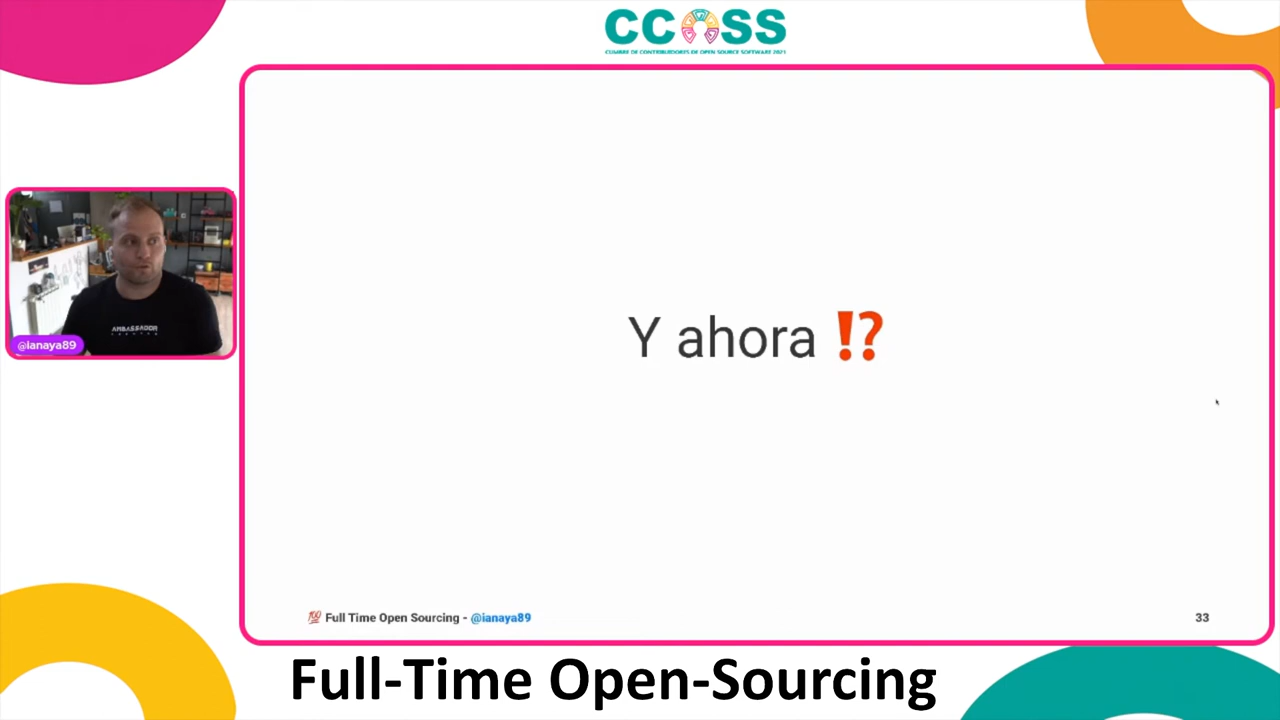 CCOSS
CUMBRE DE CONTRIBUIDORES DE OPEN SOURCE SOFTWARE 2021
AMBASSADOR
@ianaya89
Y ahora ⁉️
💯 Full Time Open Sourcing - @ianaya89
33
Full-Time Open-Sourcing